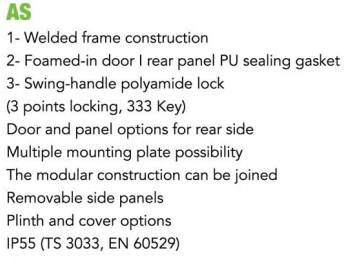 AS
1- Welded frame construction
2- Foamed-in door I rear panel PU sealing gasket
3- Swing-handle polyamide lock
(3 points locking, 333 Key)
Door and panel options for rear side
Multiple mounting plate possibility
The modular construction can be joined
Removable side panels
Plinth and cover options
IP55 (TS 3033, EN 60529)